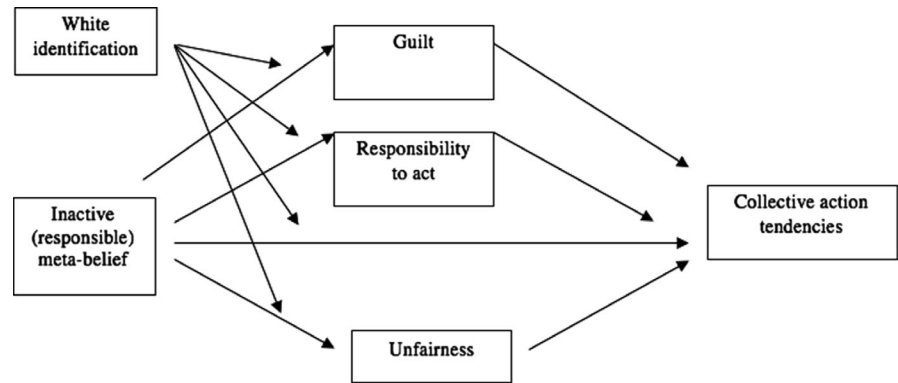 White
identification
Guilt
Responsibility
to act
Inactive
(responsible)
meta-belief
Collective action
tendencies
Unfairness